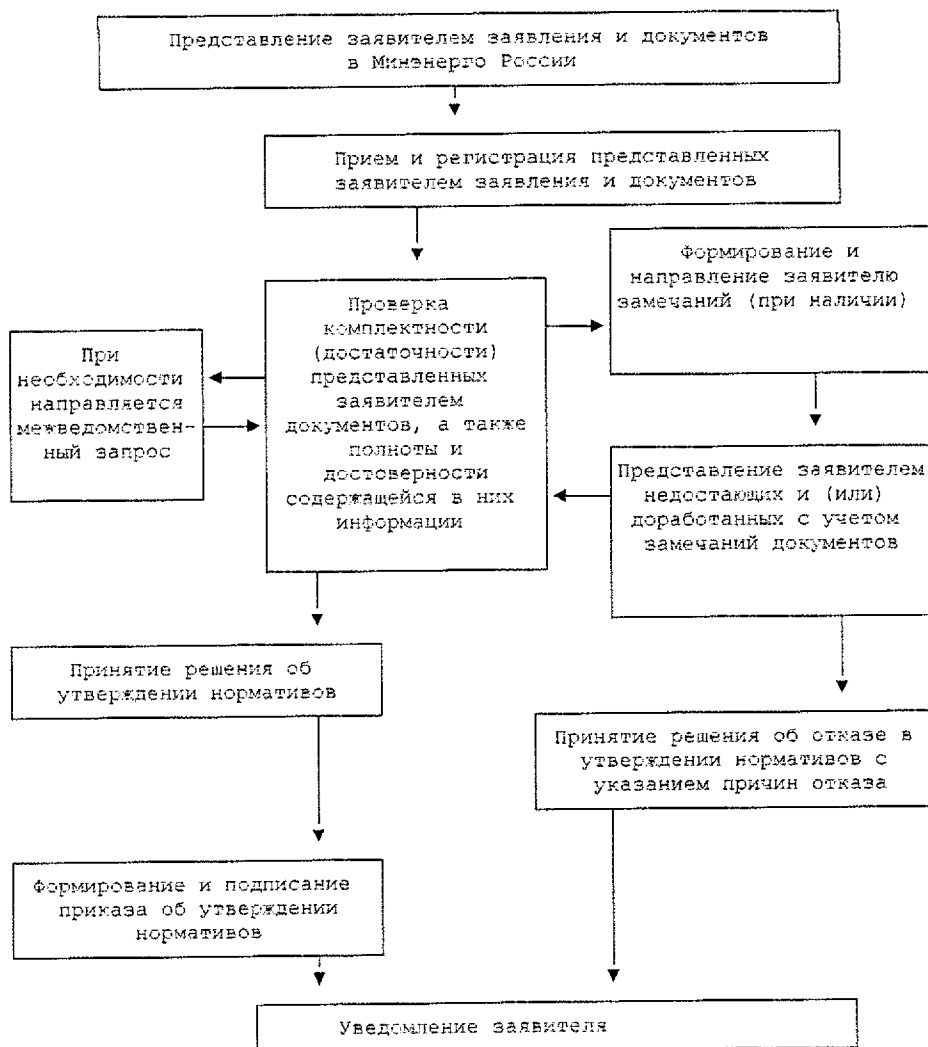 Представление заявителем заявления и документов
в Минэнерго России
Прием и регистрация представленных
заявителем заявления и документов
Формирование и
направление заявителю
замечаний (при наличии)
Проверка
комплектности
(достаточности)
представленных
заявителем
документов, а также
полноты и
достоверности
содержащейся в них
информации
При
необходимости
направляется
межведомствен-
ный запрос
Представление заявителем
недостающих и (или)
доработанных с учетом
замечаний документов
Принятие решения об
утверждении нормативов
Принятие решения об отказе в
утверждении нормативов с
указанием причин отказа
Формирование и подписание
приказа об утверждении
нормативов
Уведомление заявителя